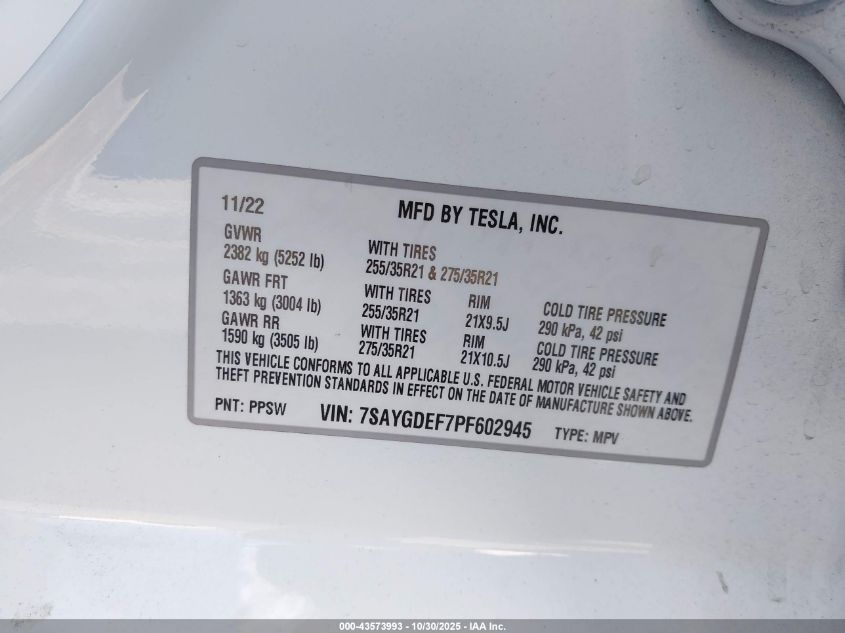 11/22 MFD BY TESLA, INC.
GVWR
2382 kg (5252 lb) WITH TIRES
255/35R21 & 275/35R21
GAWR FRT
1363 kg (3004 lb) WITH TIRES RIM COLD TIRE PRESSURE
255/35R21 21X9.5J 290 kPa, 42 psi
GAWR RR
1590 kg (3505 lb) WITH TIRES RIM COLD TIRE PRESSURE
275/35R21 21X10.5J 290 kPa, 42 psi
THIS VEHICLE CONFORMS TO ALL APPLICABLE U.S. FEDERAL MOTOR VEHICLE SAFETY AND
THEFT PREVENTION STANDARDS IN EFFECT ON THE DATE OF MANUFACTURE SHOWN ABOVE.
PNT: PPSW VIN: 7SAYGDEF7PF602945 TYPE: MPV
000-43573993 - 10/30/2025 - IAA Inc.